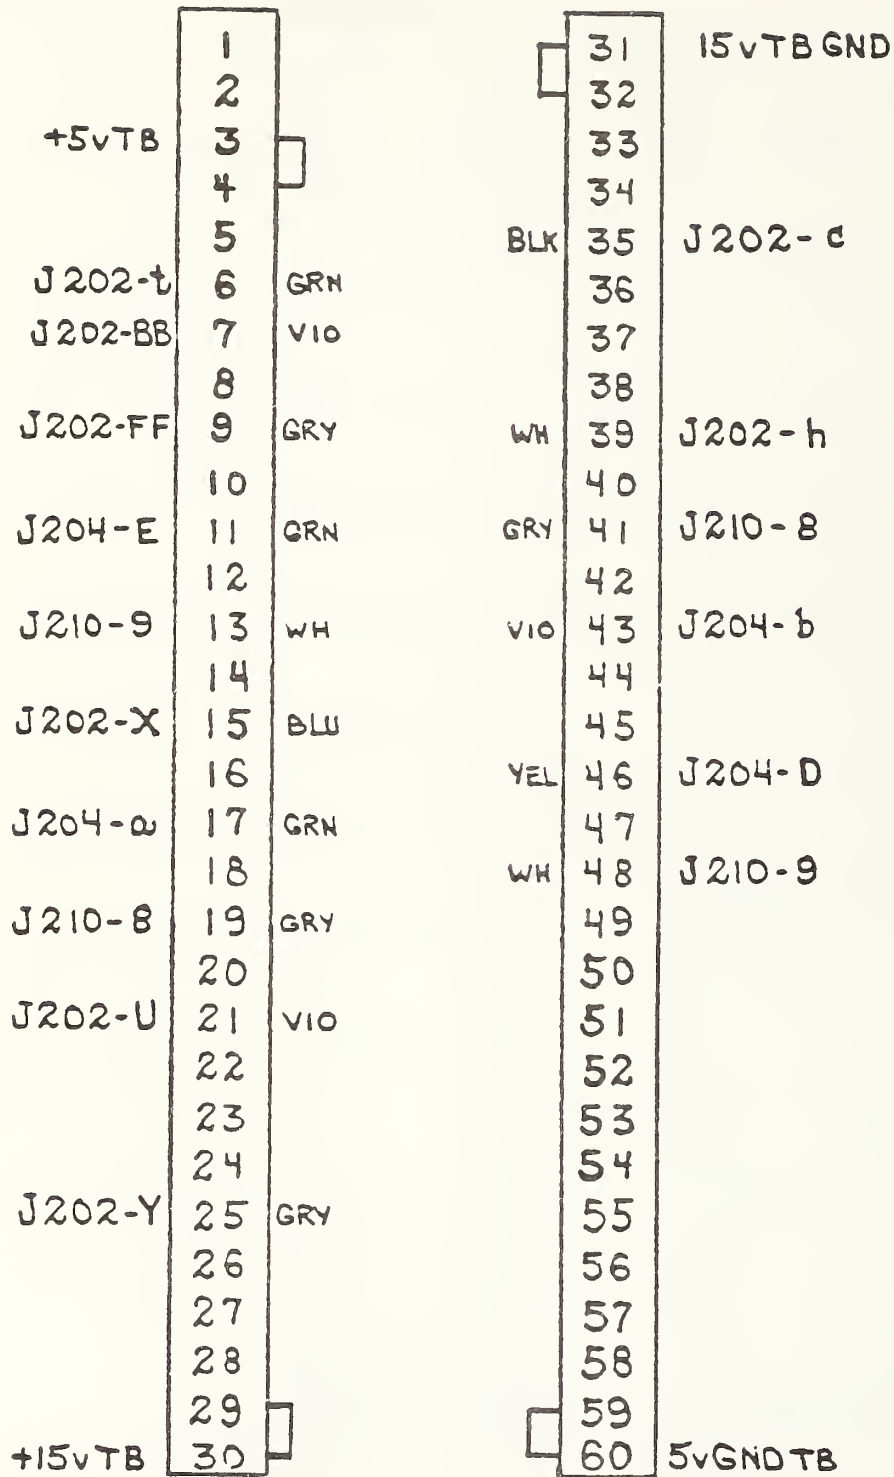 1
2
+5vTB 3
4
5
J202-t 6 GRN
J202-BB 7 VIO
8
J202-FF 9 GRY
10
J204-E 11 GRN
12
J210-9 13 WH
14
J202-X 15 BLU
16
J204-a 17 GRN
18
J210-8 19 GRY
20
J202-U 21 VIO
22
23
24
J202-Y 25 GRY
26
27
28
29
+15vTB 30
31 15vTB GND
32
33
34
BLK 35 J202-c
36
37
38
WH 39 J202-h
40
GRY 41 J210-8
42
VIO 43 J204-b
44
45
YEL 46 J204-D
47
WH 48 J210-9
49
50
51
52
53
54
55
56
57
58
59
60 5vGNDTB